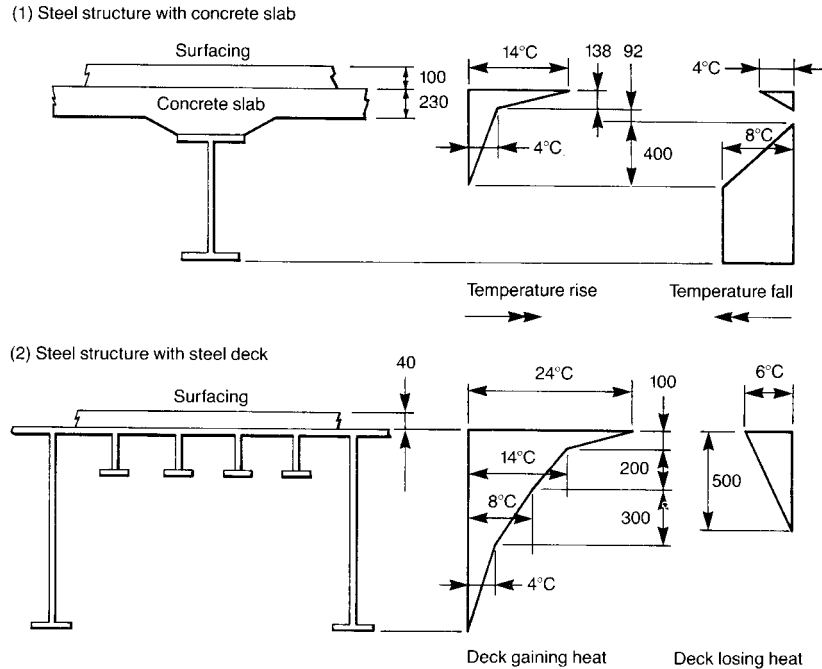 (1) Steel structure with concrete slab
Surfacing
100
Concrete slab
230
14°C
138
92
4°C
400
4°C
8°C
Temperature rise
Temperature fall
(2) Steel structure with steel deck
Surfacing
40
24°C
100
14°C
200
8°C
300
4°C
6°C
500
Deck gaining heat
Deck losing heat